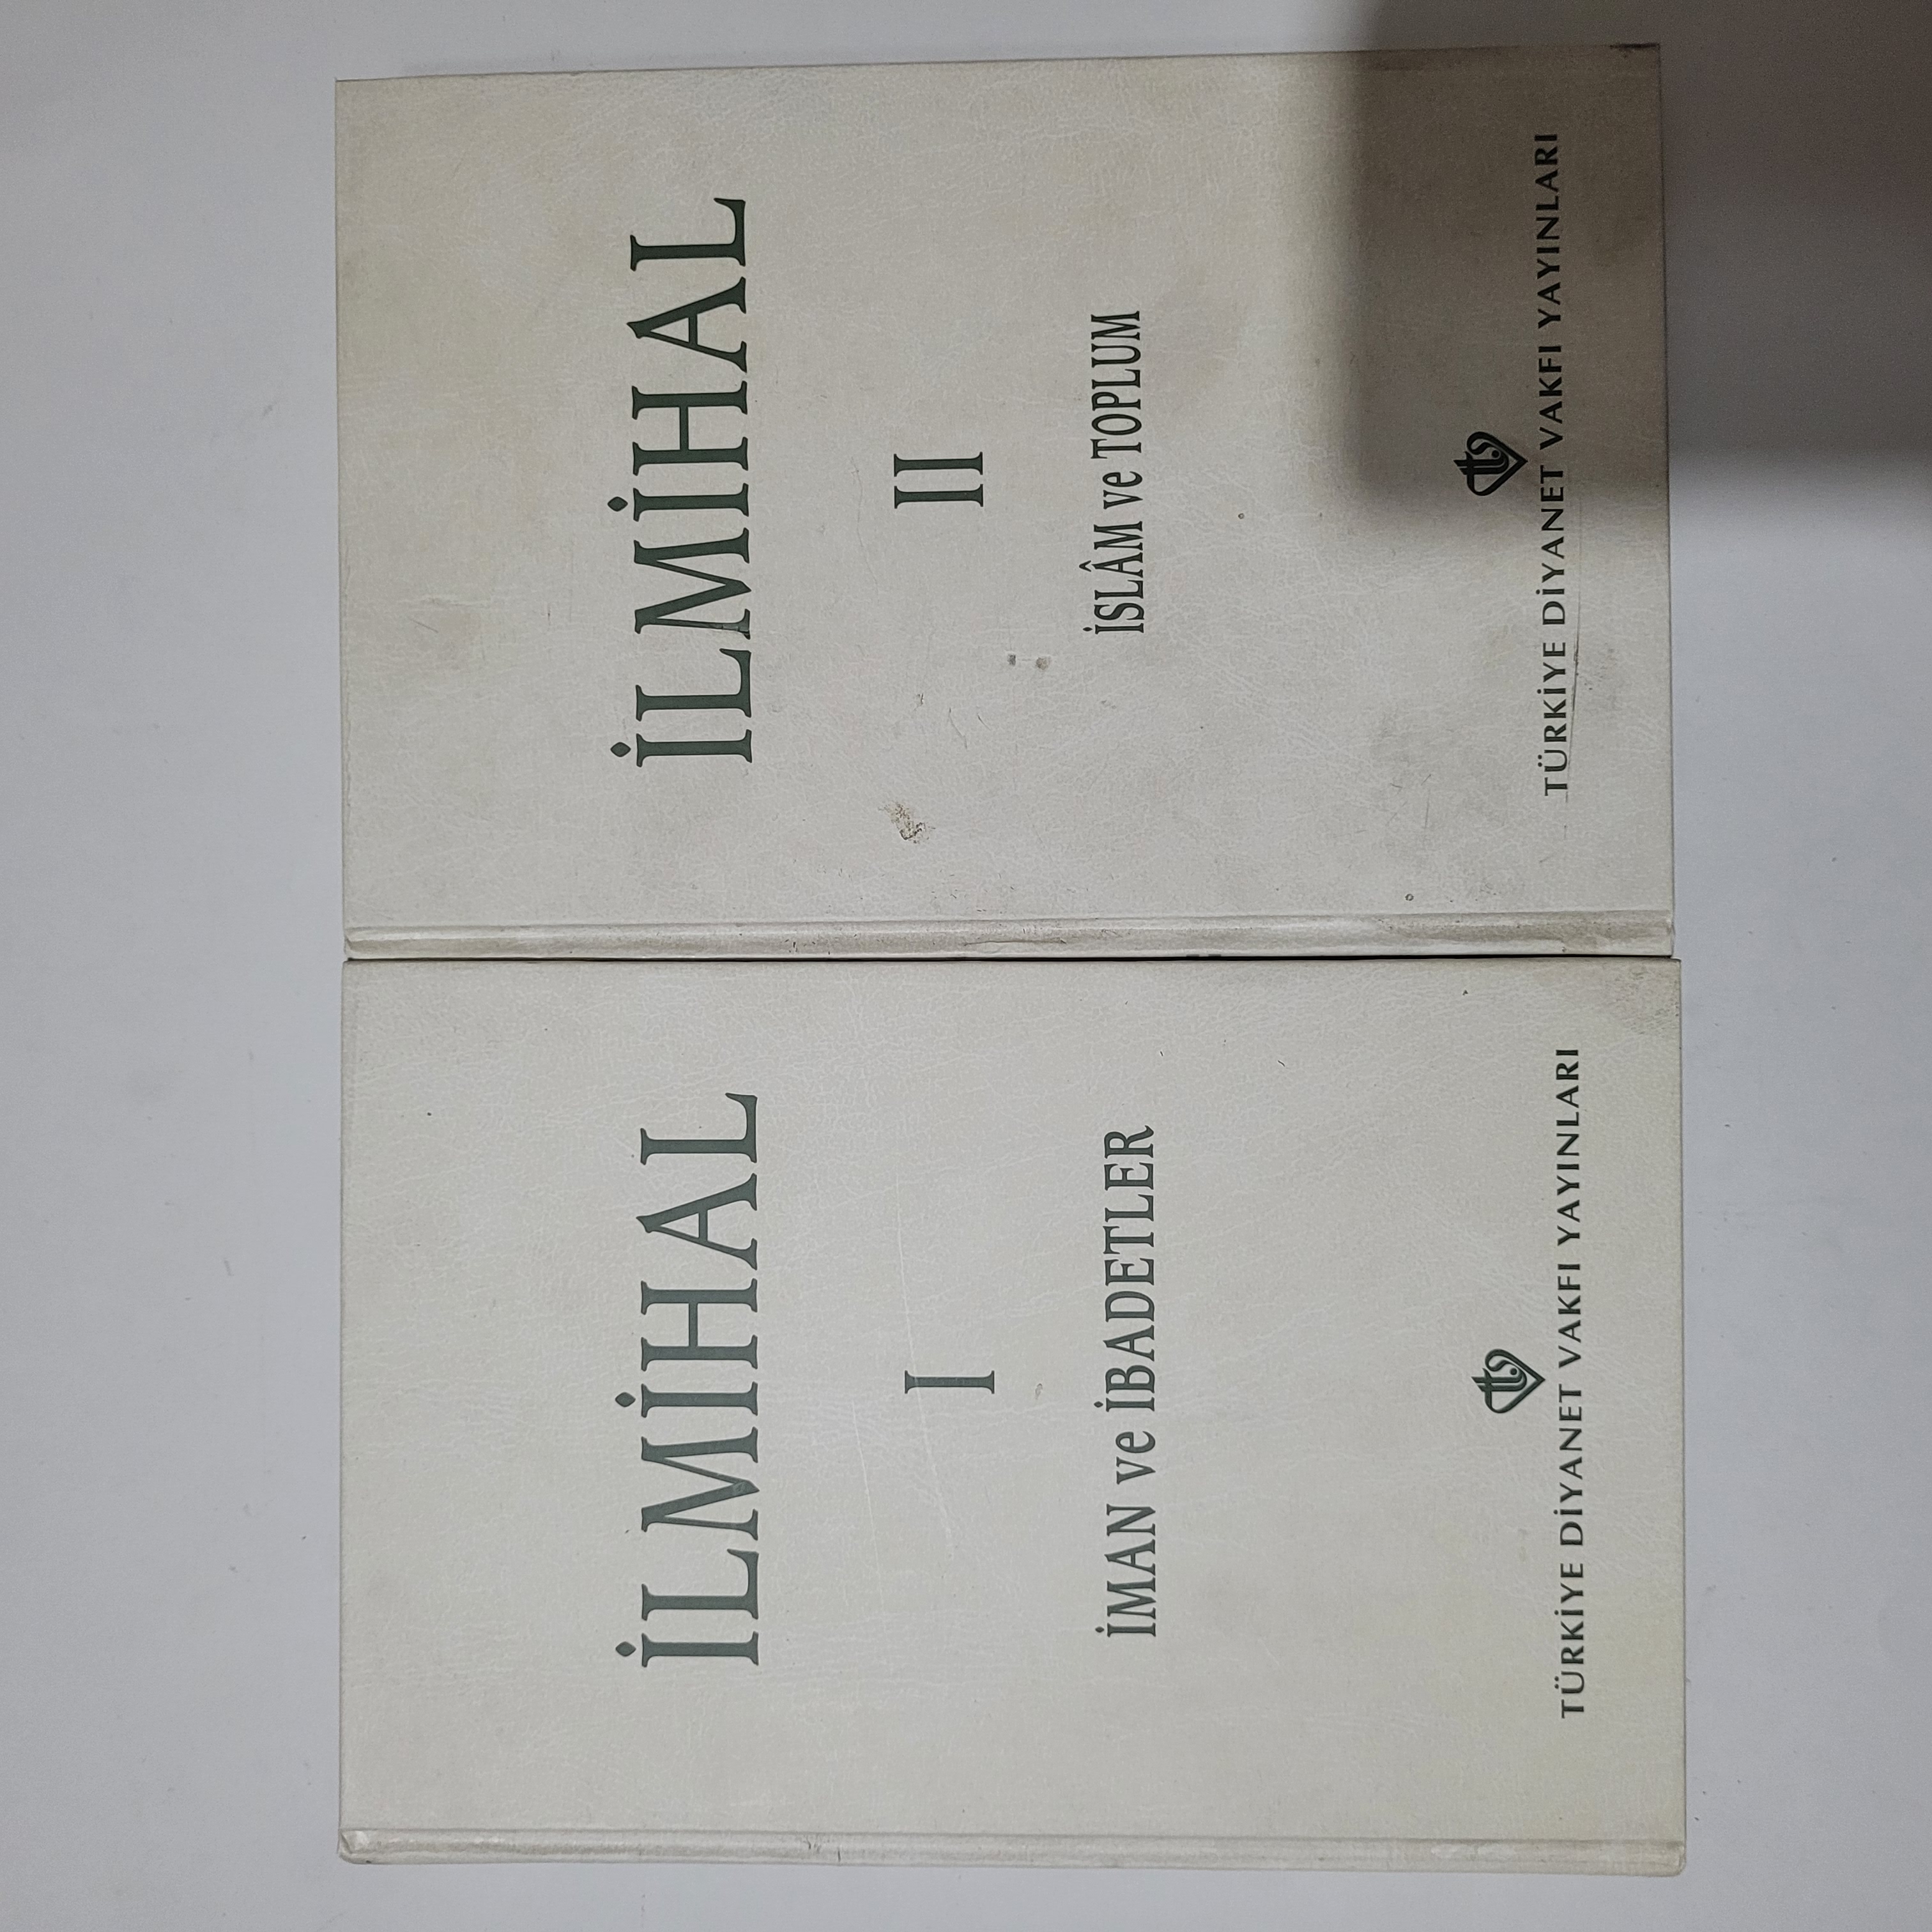 İLMİHAL
I
İMAN ve İBADETLER
TÜRKİYE DİYANET VAKFI YAYINLARI
İLMİHAL
II
İSLÂM ve TOPLUM
TÜRKİYE DİYANET VAKFI YAYINLARI